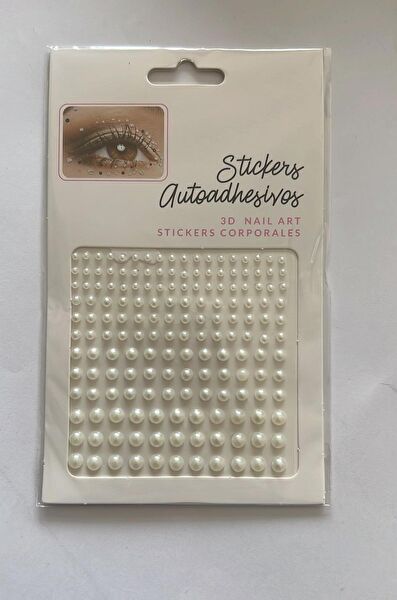 Stickers
Autoadhesivos
3D NAIL ART
STICKERS CORPORALES